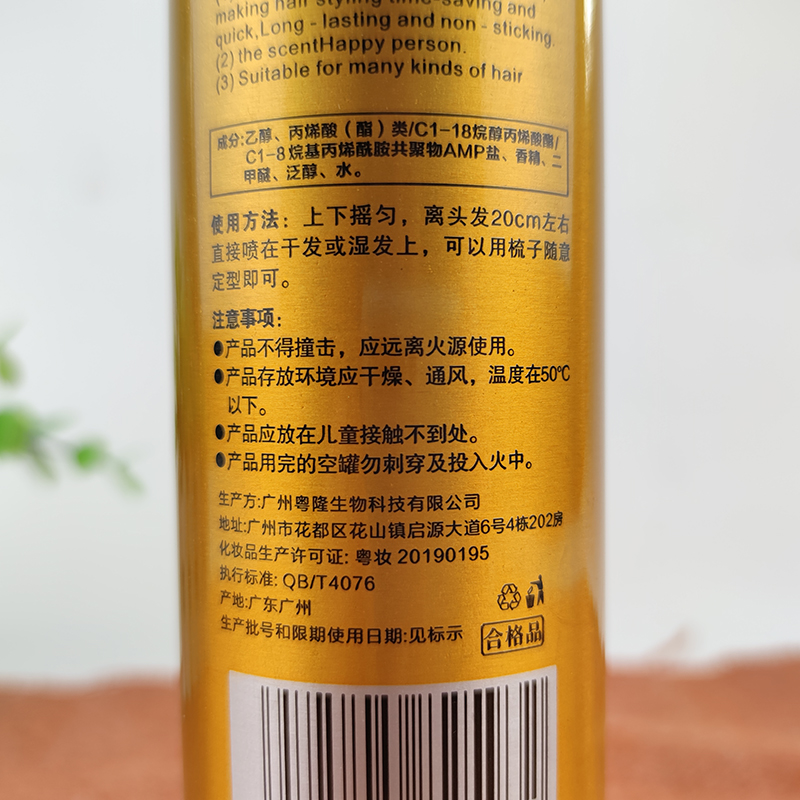 making hair styling time-saving and
quick,Long - lasting and non - sticking.
(2) the scentHappy person.
(3) Suitable for many kinds of hair
成分:乙醇、丙烯酸（酯）类/C1-18烷醇丙烯酸酯/
C1-8 烷基丙烯酰胺共聚物AMP盐、香精、二
甲醚、泛醇、水。
使用方法：上下摇匀，离头发20cm左右
直接喷在干发或湿发上，可以用梳子随意
定型即可。
注意事项：
●产品不得撞击，应远离火源使用。
●产品存放环境应干燥、通风，温度在50℃
以下。
●产品应放在儿童接触不到处。
●产品用完的空罐勿刺穿及投入火中。
生产方:广州粤隆生物科技有限公司
地址:广州市花都区花山镇启源大道6号4栋202房
化妆品生产许可证: 粤妆 20190195
执行标准: QB/T4076
产地:广东广州
生产批号和限期使用日期:见标示
合格品